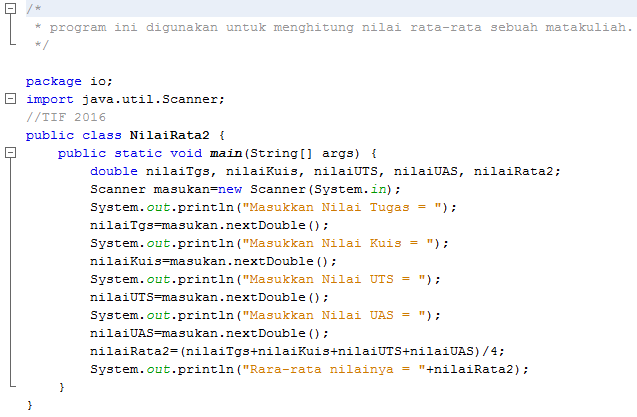 /*
 * program ini digunakan untuk menghitung nilai rata-rata sebuah matakuliah.
 */
package io;
import java.util.Scanner;
//TIF 2016
public class NilaiRata2 {
    public static void main(String[] args) {
        double nilaiTgs, nilaiKuis, nilaiUTS, nilaiUAS, nilaiRata2;
        Scanner masukan=new Scanner(System.in);
        System.out.println("Masukkan Nilai Tugas = ");
        nilaiTgs=masukan.nextDouble();
        System.out.println("Masukkan Nilai Kuis = ");
        nilaiKuis=masukan.nextDouble();
        System.out.println("Masukkan Nilai UTS = ");
        nilaiUTS=masukan.nextDouble();
        System.out.println("Masukkan Nilai UAS = ");
        nilaiUAS=masukan.nextDouble();
        nilaiRata2=(nilaiTgs+nilaiKuis+nilaiUTS+nilaiUAS)/4;
        System.out.println("Rara-rata nilainya = "+nilaiRata2);
    }
}